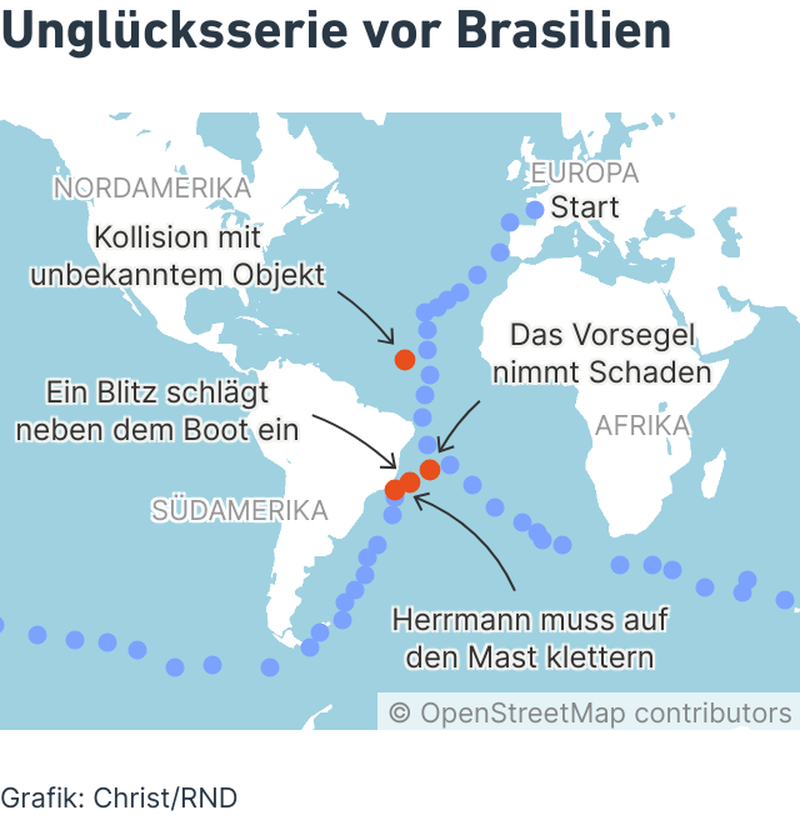 Unglücksserie vor Brasilien
NORDAMERIKA
EUROPA
Start
Kollision mit
unbekanntem Objekt
Das Vorsegel
nimmt Schaden
Ein Blitz schlägt
neben dem Boot ein
AFRIKA
SÜDAMERIKA
Herrmann muss auf
den Mast klettern
© OpenStreetMap contributors
Grafik: Christ/RND